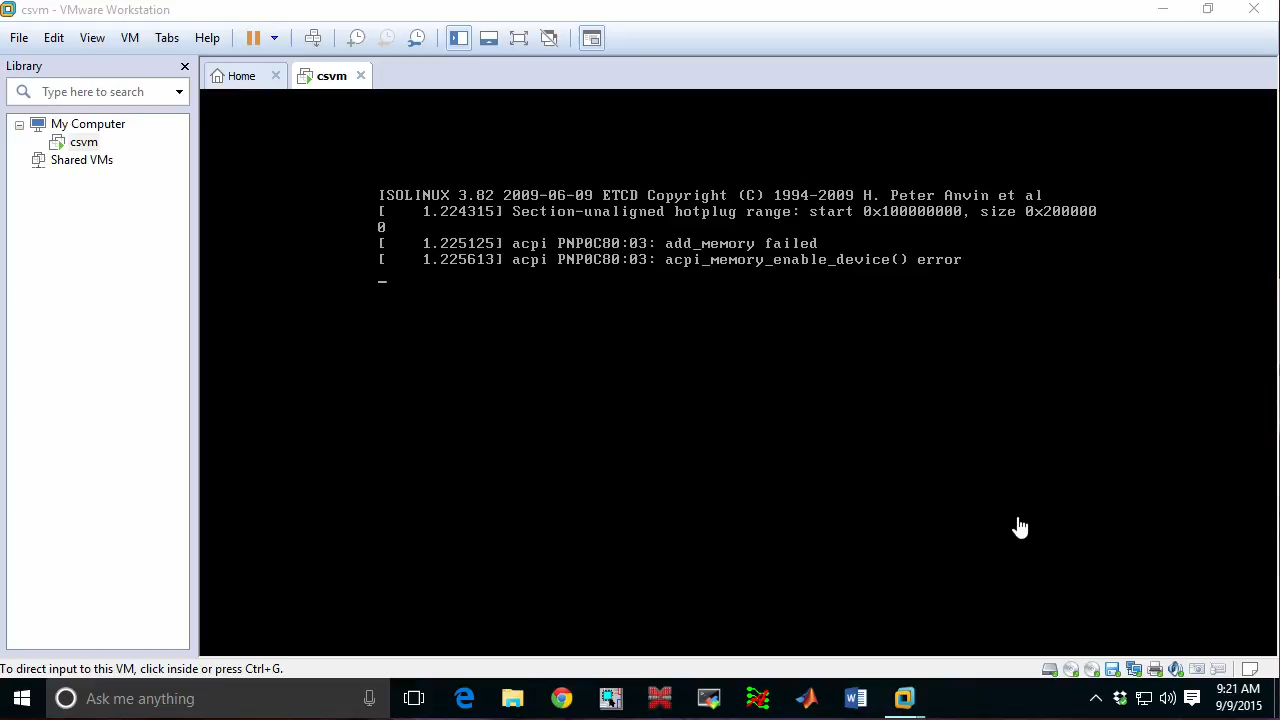 csvm - VMware Workstation
File Edit View VM Tabs Help
Library
Home csvm
Type here to search
My Computer
csvm
Shared VMs
ISOLINUX 3.82 2009-06-09 ETCD Copyright (C) 1994-2009 H. Peter Anvin et al
[ 1.224315] Section-unaligned hotplug range: start 0x100000000, size 0x200000
0
[ 1.225125] acpi PNP0C80:03: add_memory failed
[ 1.225613] acpi PNP0C80:03: acpi_memory_enable_device() error
To direct input to this VM, click inside or press Ctrl+G.
Ask me anything
9:21 AM
9/9/2015